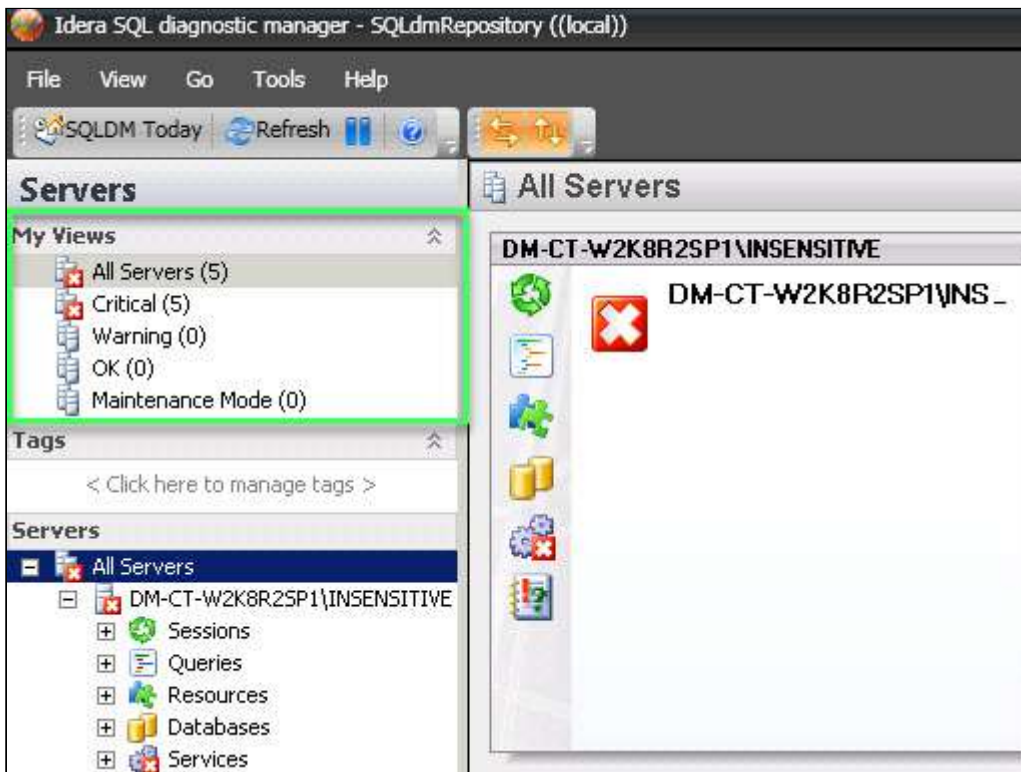 Idera SQL diagnostic manager - SQLdmRepository ((local))
File View Go Tools Help
SQLDM Today Refresh
Servers
My Views
All Servers (5)
Critical (5)
Warning (0)
OK (0)
Maintenance Mode (0)
Tags
< Click here to manage tags >
Servers
All Servers
DM-CT-W2K8R2SP1\INSENSITIVE
Sessions
Queries
Resources
Databases
Services
All Servers
DM-CT-W2K8R2SP1\INSENSITIVE
DM-CT-W2K8R2SP1\INS...